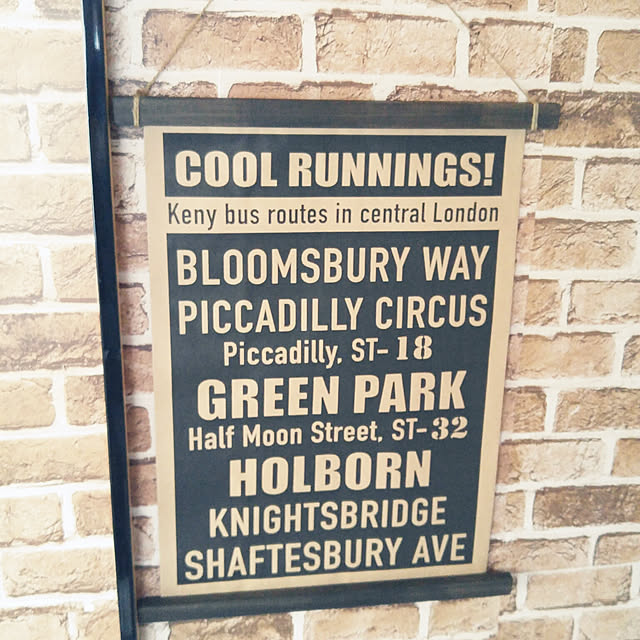 COOL RUNNINGS!
Keny bus routes in central London
BLOOMSBURY WAY
PICCADILLY CIRCUS
Piccadilly, ST-18
GREEN PARK
Half Moon Street, ST-32
HOLBORN
KNIGHTSBRIDGE
SHAFTESBURY AVE